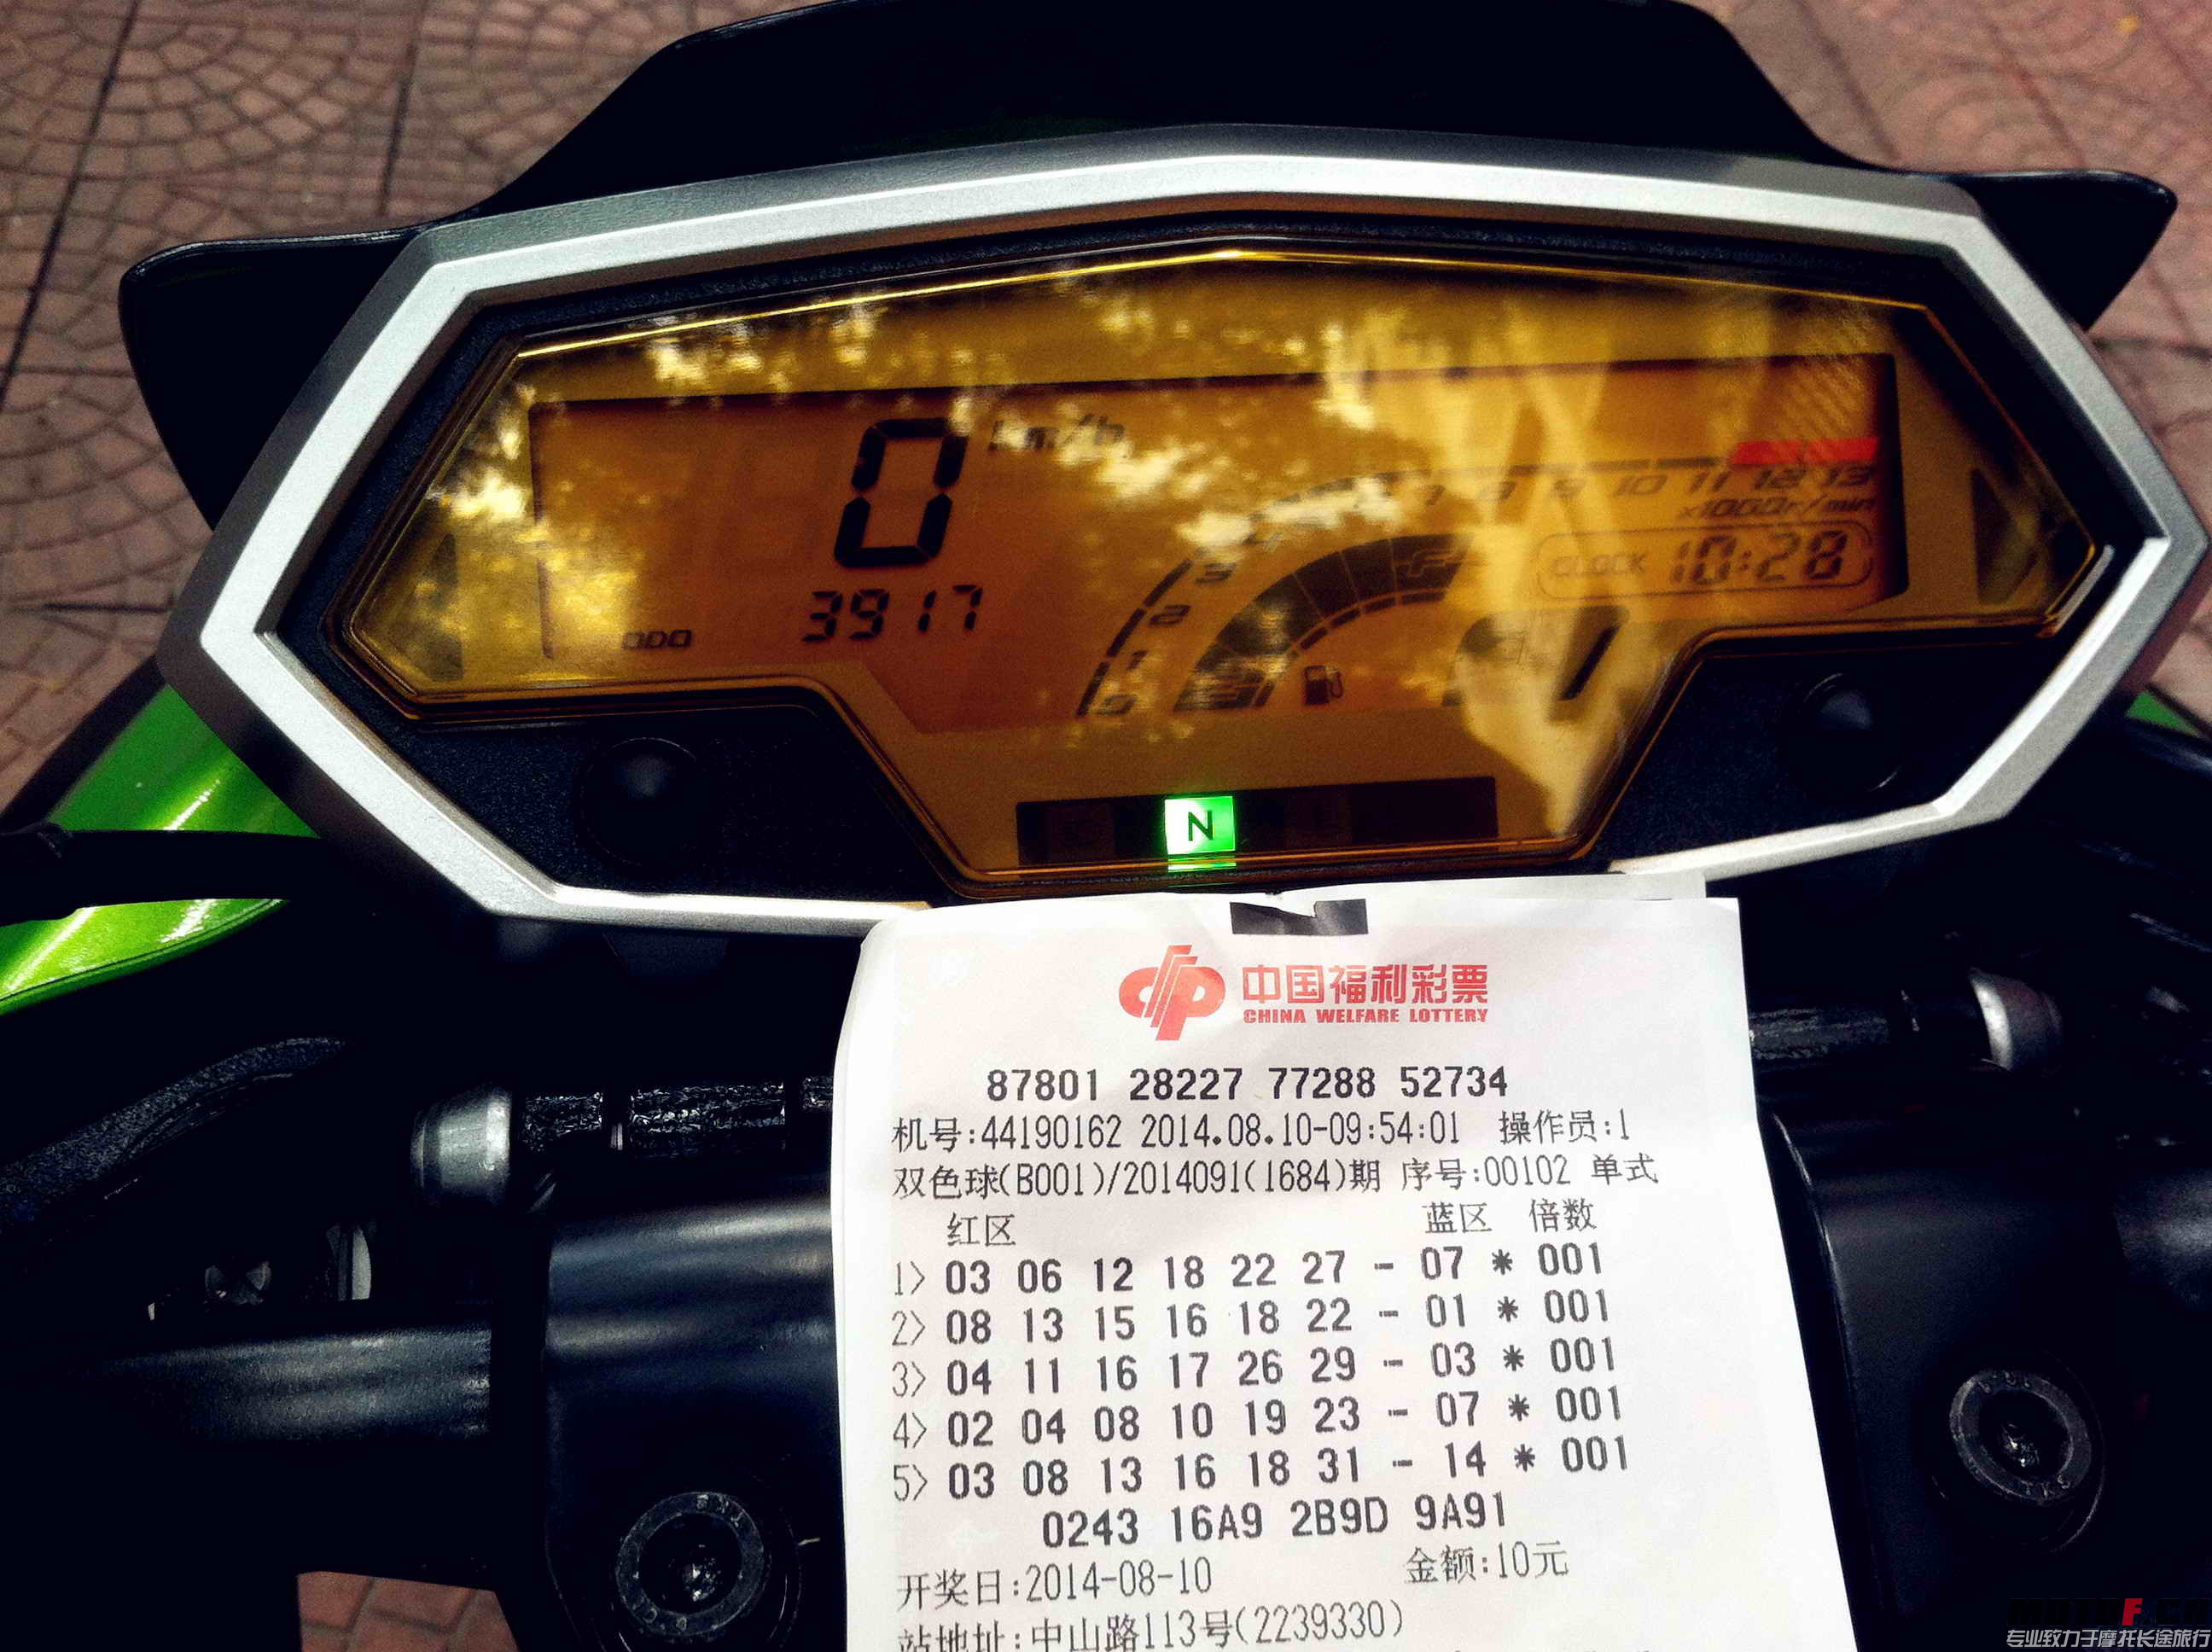 0 km/h
7 8 9 10 11 12 13
x1000r/min
CLOCK 10:28
3
2
1
0
F
ODO 3917
N
中国福利彩票
CHINA WELFARE LOTTERY
87801 28227 77288 52734
机号:44190162 2014.08.10-09:54:01 操作员:1
双色球(B001)/2014091(1684)期 序号:00102 单式
红区 蓝区 倍数
1> 03 06 12 18 22 27 - 07 * 001
2> 08 13 15 16 18 22 - 01 * 001
3> 04 11 16 17 26 29 - 03 * 001
4> 02 04 08 10 19 23 - 07 * 001
5> 03 08 13 16 18 31 - 14 * 001
0243 16A9 2B9D 9A91
开奖日:2014-08-10 金额:10元
站地址:中山路113号(2239330)
专业致力于摩托长途旅行